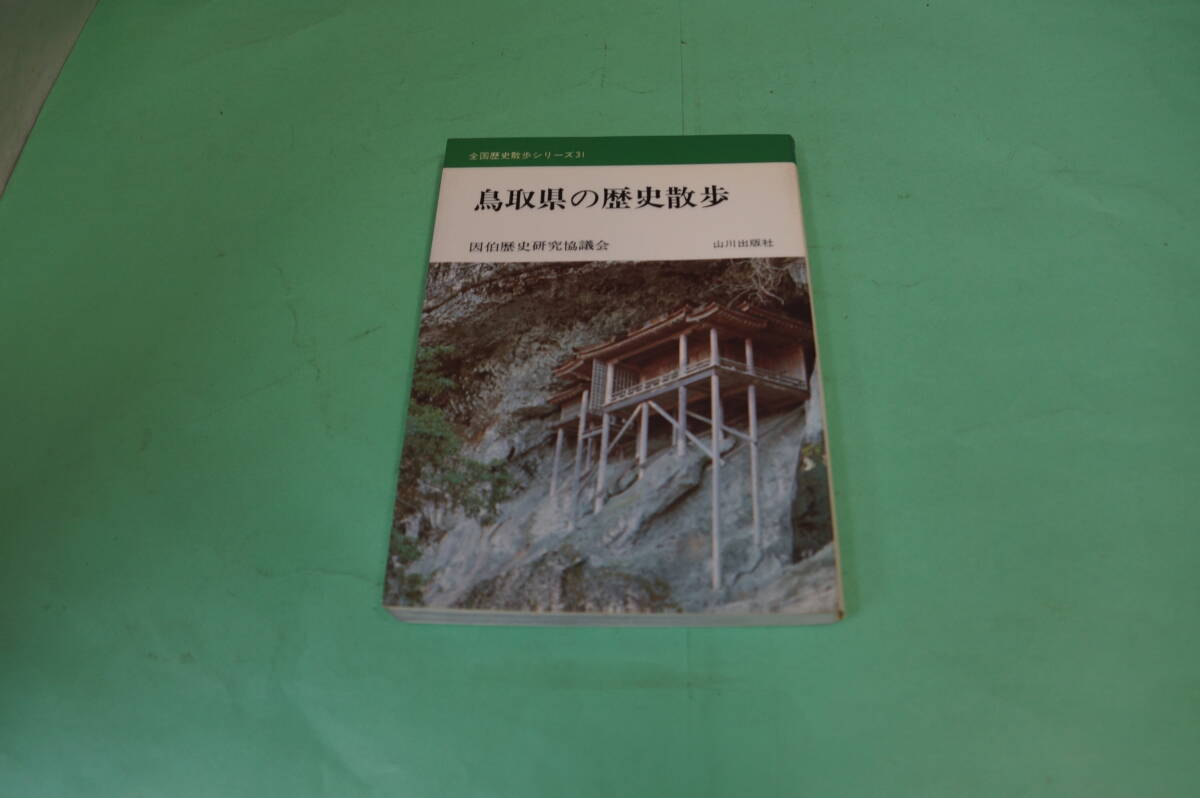 全国歴史散歩シリーズ31
鳥取県の歴史散歩
因伯歴史研究協議会 山川出版社